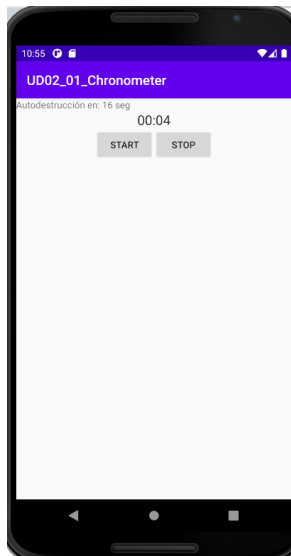 10:55
UD02_01_Chronometer
Autodestrucción en: 16 seg
00:04
START STOP